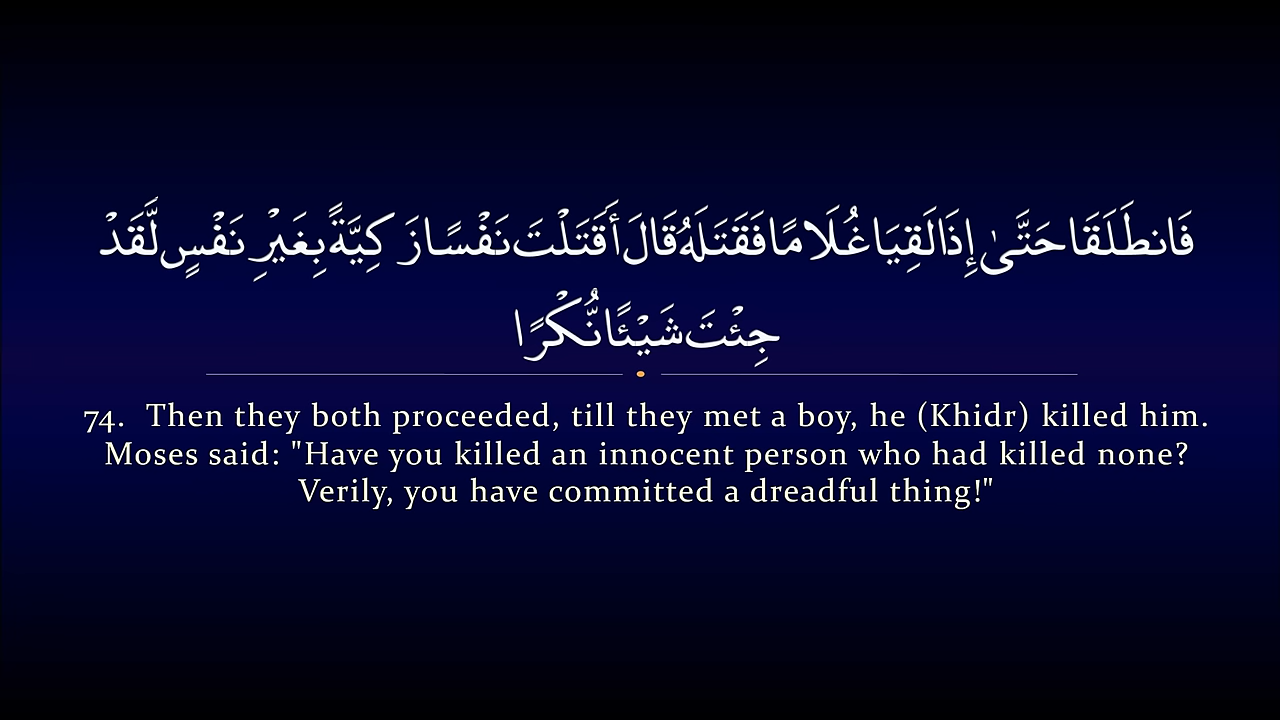 فَانطَلَقَا حَتَّىٰ إِذَا لَقِيَا غُلَامًا فَقَتَلَهُ قَالَ أَقَتَلْتَ نَفْسًا زَكِيَّةً بِغَيْرِ نَفْسٍ لَّقَدْ
جِئْتَ شَيْئًا نُّكْرًا
74. Then they both proceeded, till they met a boy, he (Khidr) killed him.
Moses said: "Have you killed an innocent person who had killed none?
Verily, you have committed a dreadful thing!"